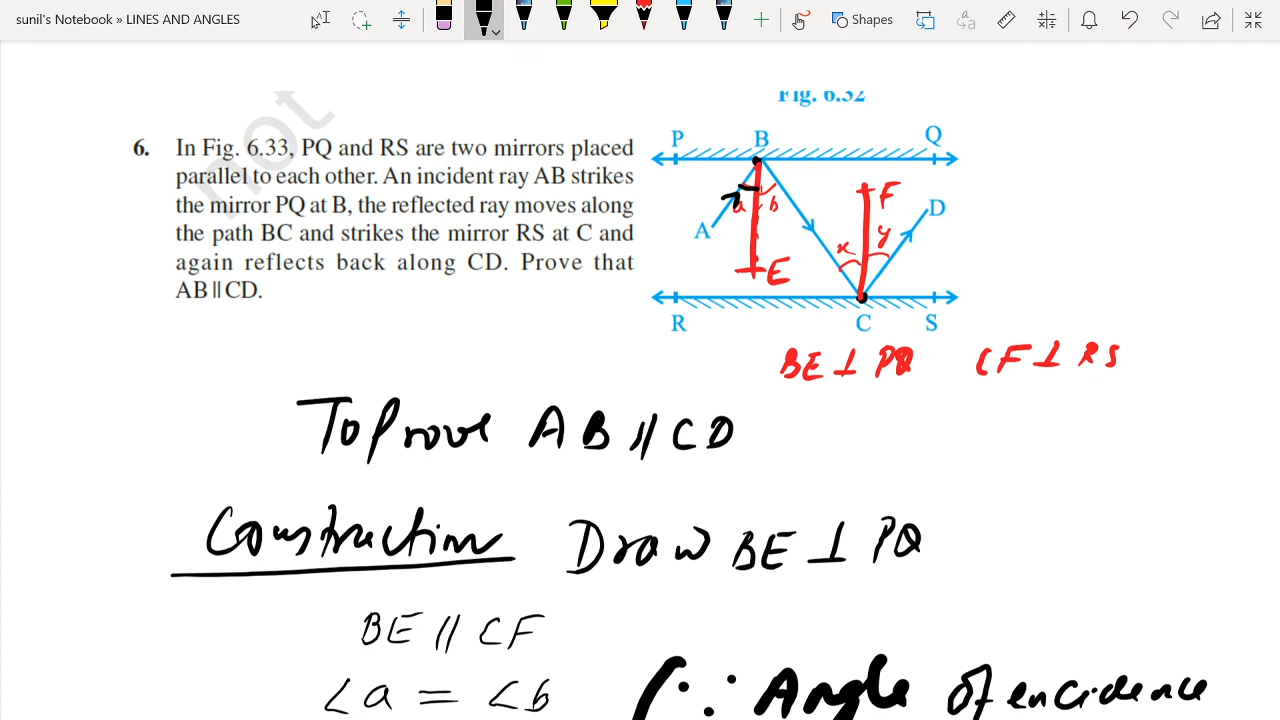 sunil's Notebook » LINES AND ANGLES
Shapes
not
Fig. 6.32
6. In Fig. 6.33, PQ and RS are two mirrors placed
parallel to each other. An incident ray AB strikes
the mirror PQ at B, the reflected ray moves along
the path BC and strikes the mirror RS at C and
again reflects back along CD. Prove that
AB || CD.
P B Q
F
a b
A D
x y
E
R C S
BE ⊥ PQ CF ⊥ RS
To Prove AB // CD
Construction Draw BE ⊥ PQ
BE // CF
∠a = ∠b (∵ Angle of encidence